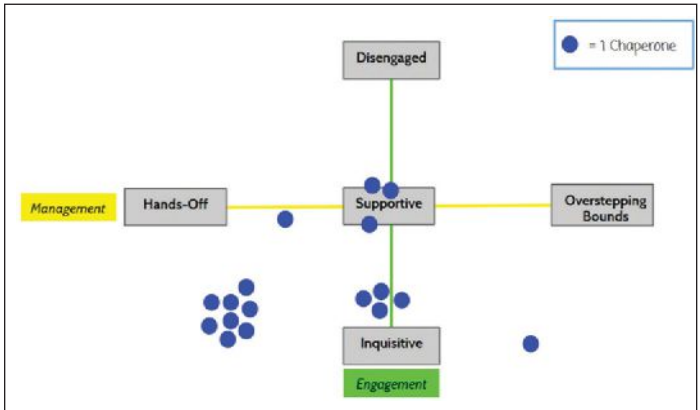 Disengaged
= 1 Chaperone
Management
Hands-Off
Supportive
Overstepping
Bounds
Inquisitive
Engagement